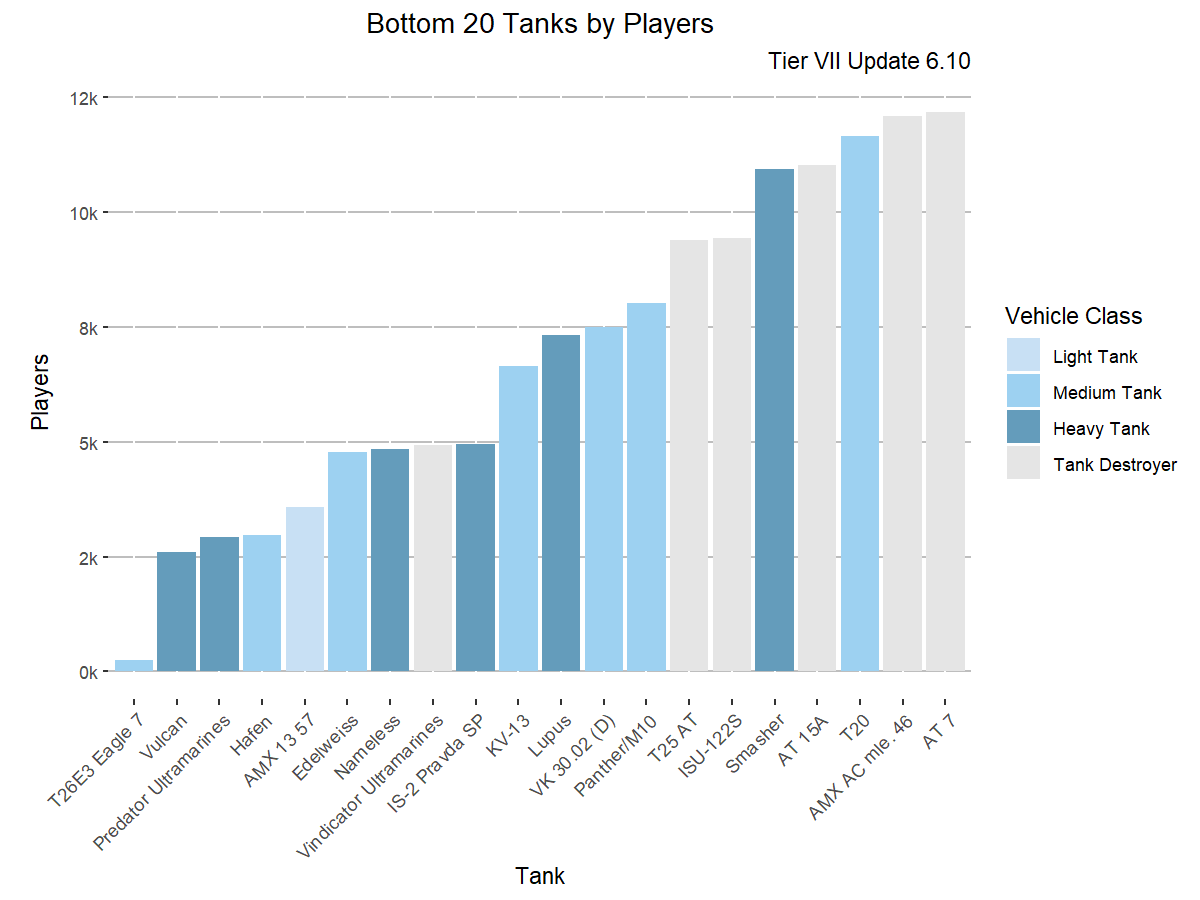 Bottom 20 Tanks by Players
Tier VII Update 6.10
12k
10k
8k
5k
2k
0k
Players
T26E3 Eagle 7
Vulcan
Predator Ultramarines
Hafen
AMX 13 57
Edelweiss
Nameless
Vindicator Ultramarines
IS-2 Pravda SP
KV-13
Lupus
VK 30.02 (D)
Panther/M10
T25 AT
ISU-122S
Smasher
AT 15A
T20
AMX AC mle. 46
AT 7
Tank
Vehicle Class
Light Tank
Medium Tank
Heavy Tank
Tank Destroyer